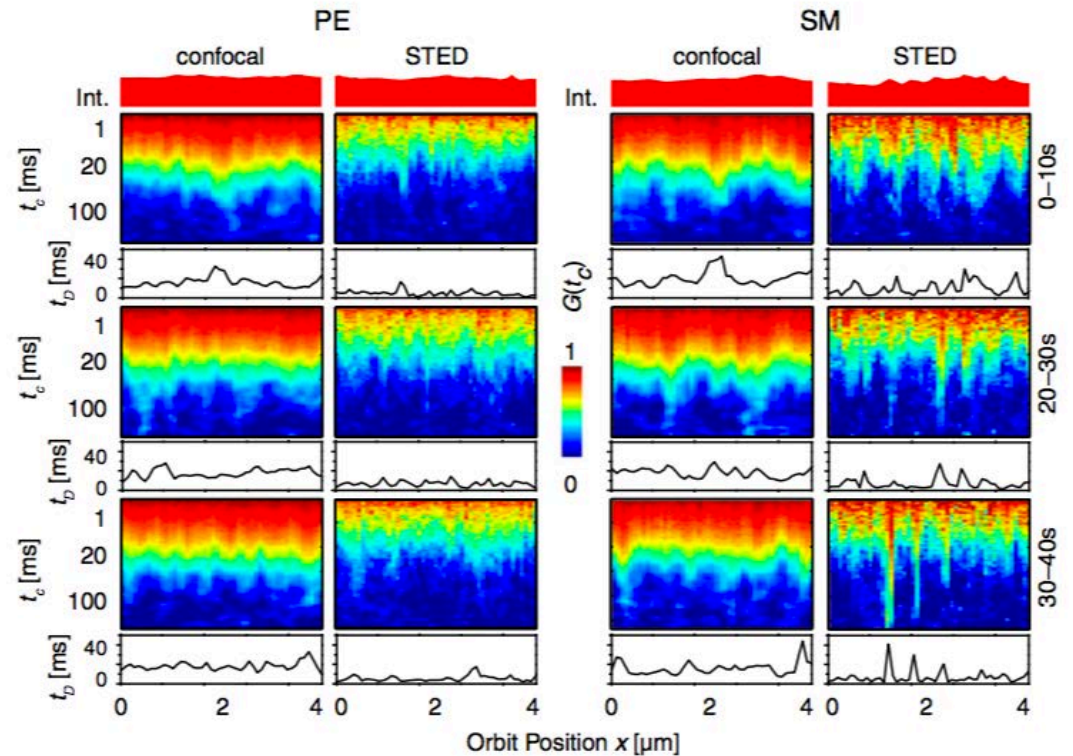 PE SM
confocal STED confocal STED
Int. Int.
1
20
100
t_c [ms]
0–10s
40
0
t_D [ms]
G(t_c)
1
0
1
20
100
t_c [ms]
20–30s
40
0
t_D [ms]
1
20
100
t_c [ms]
30–40s
40
0
t_D [ms]
0 2 4 0 2 4 0 2 4 0 2 4
Orbit Position x [µm]